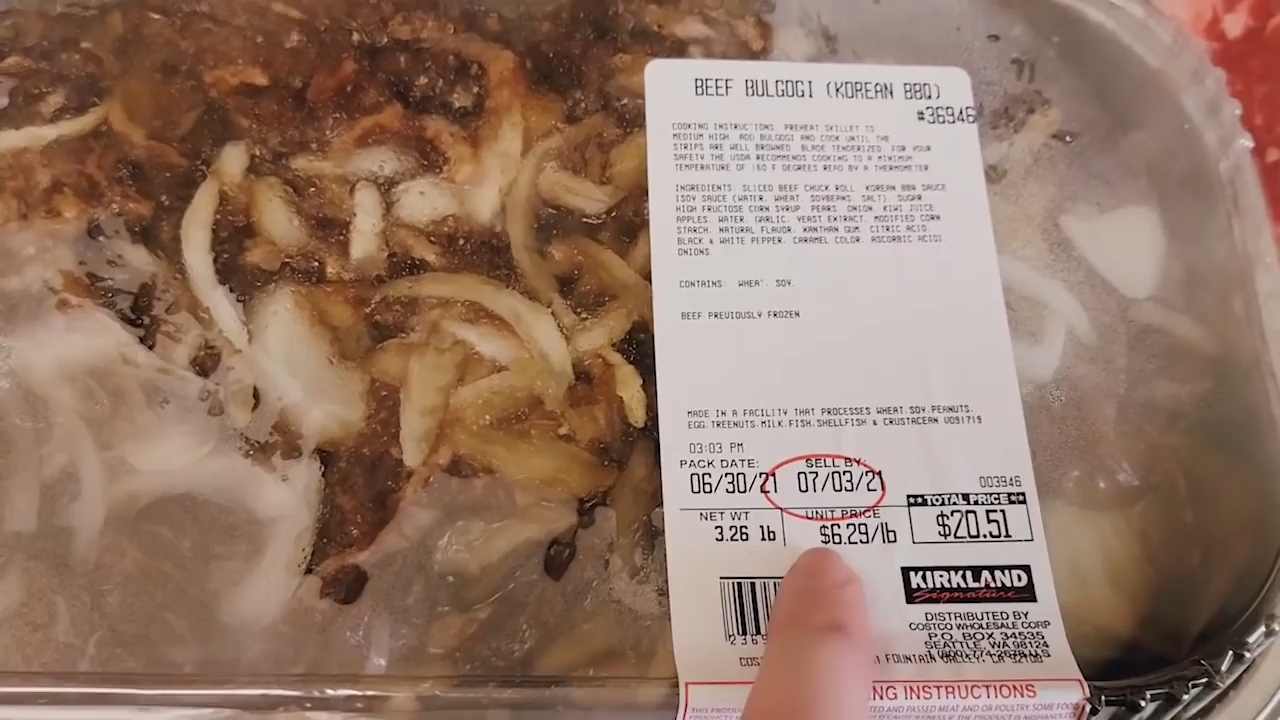 BEEF BULGOGI (KOREAN BBQ)
#36946
COOKING INSTRUCTIONS: PREHEAT SKILLET TO
MEDIUM HIGH. ADD BULGOGI AND COOK UNTIL THE
STRIPS ARE WELL BROWNED. BLADE TENDERIZED. FOR YOUR
SAFETY THE USDA RECOMMENDS COOKING TO A MINIMUM
TEMPERATURE OF 160 F DEGREES READ BY A THERMOMETER
INGREDIENTS: SLICED BEEF CHUCK ROLL, KOREAN BBQ SAUCE
(SOY SAUCE (WATER, WHEAT, SOYBEANS, SALT), SUGAR,
HIGH FRUCTOSE CORN SYRUP, PEARS, ONION, KIWI JUICE,
APPLES, WATER, GARLIC, YEAST EXTRACT, MODIFIED CORN
STARCH, NATURAL FLAVOR, XANTHAN GUM, CITRIC ACID,
BLACK & WHITE PEPPER, CARAMEL COLOR, ASCORBIC ACID),
ONIONS
CONTAINS: WHEAT, SOY.
BEEF PREVIOUSLY FROZEN
MADE IN A FACILITY THAT PROCESSES WHEAT,SOY,PEANUTS,
EGG,TREENUTS,MILK,FISH,SHELLFISH & CRUSTACEAN V091719
03:03 PM
PACK DATE: SELL BY:
06/30/21 07/03/21 003946
NET WT UNIT PRICE **TOTAL PRICE**
3.26 lb $6.29/lb $20.51
KIRKLAND
Signature
DISTRIBUTED BY
COSTCO WHOLESALE CORP
P.O. BOX 34535
SEATTLE, WA 98124
FOUNTAIN VALLEY, CA
NG INSTRUCTIONS